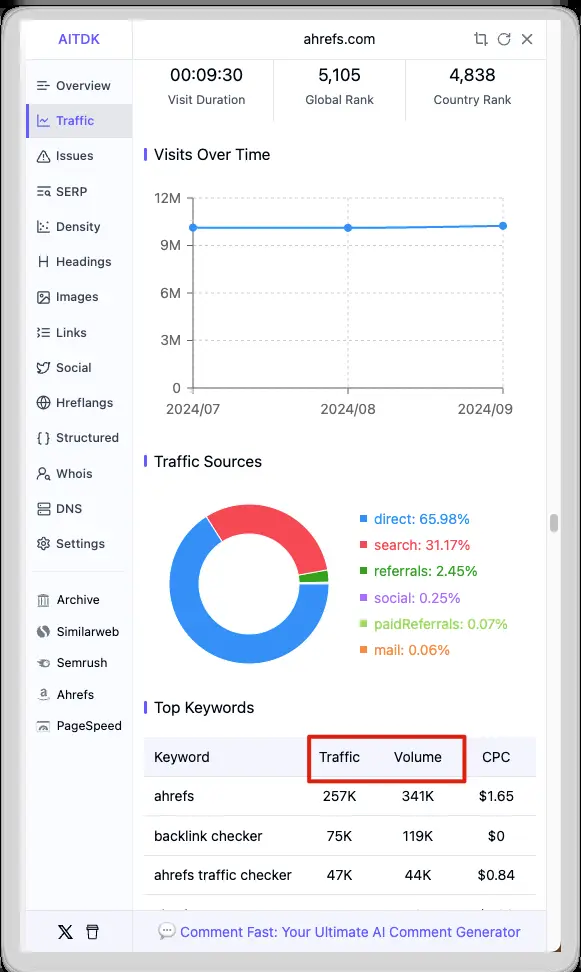 AITDK
ahrefs.com
Overview
Traffic
Issues
SERP
Density
Headings
Images
Links
Social
Hreflangs
Structured
Whois
DNS
Settings
Archive
Similarweb
Semrush
Ahrefs
PageSpeed
00:09:30 5,105 4,838
Visit Duration Global Rank Country Rank
Visits Over Time
12M
9M
6M
3M
0
2024/07 2024/08 2024/09
Traffic Sources
direct: 65.98%
search: 31.17%
referrals: 2.45%
social: 0.25%
paidReferrals: 0.07%
mail: 0.06%
Top Keywords
Keyword Traffic Volume CPC
ahrefs 257K 341K $1.65
backlink checker 75K 119K $0
ahrefs traffic checker 47K 44K $0.84
Comment Fast: Your Ultimate AI Comment Generator